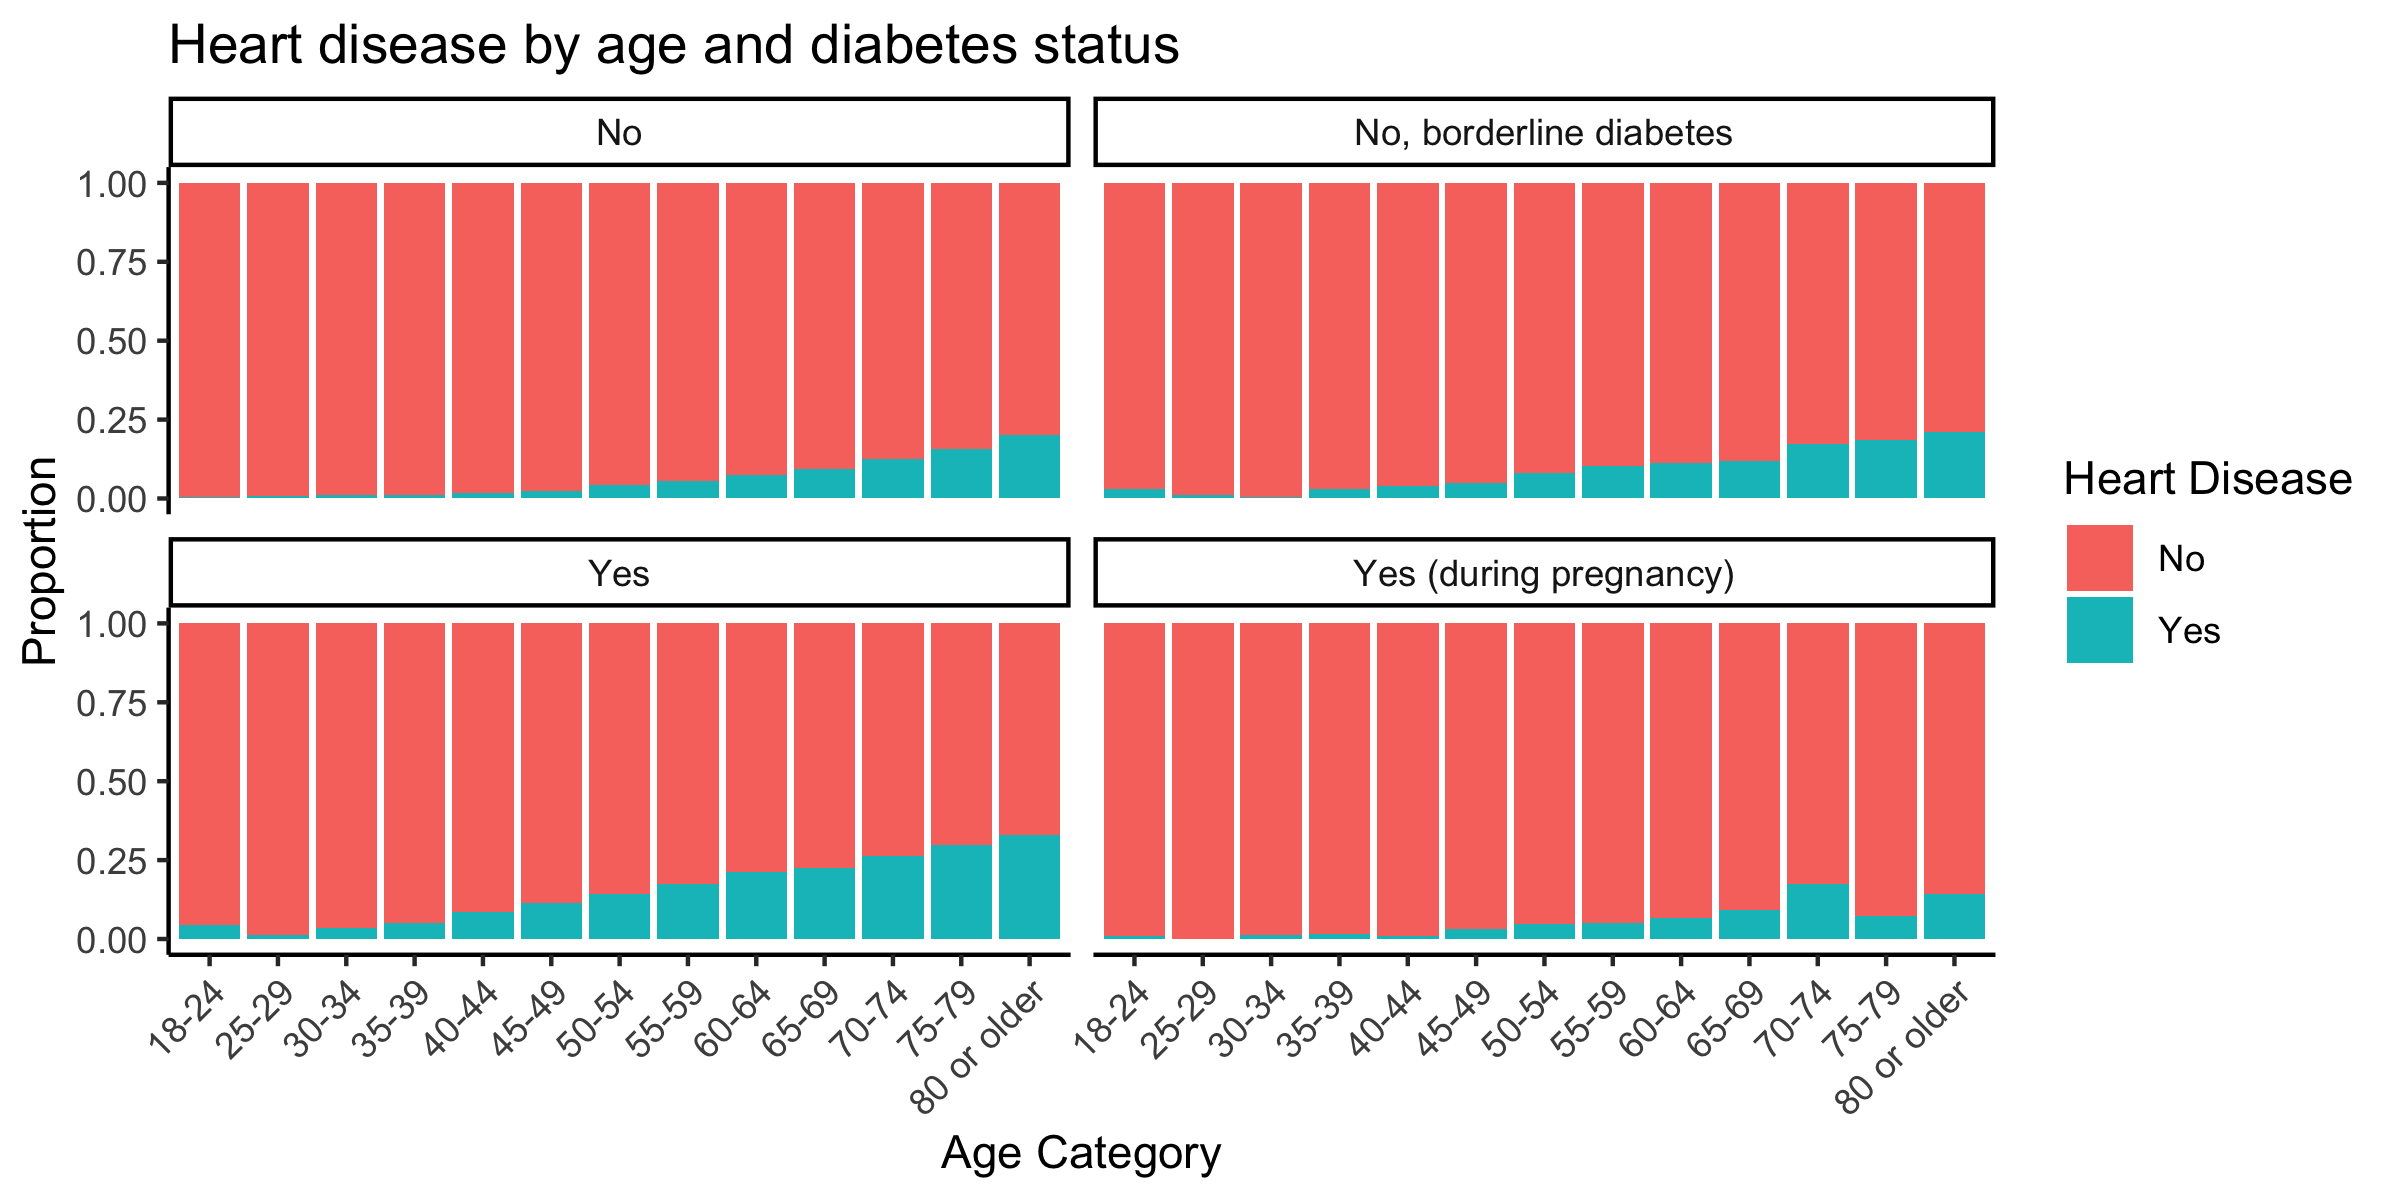 Heart disease by age and diabetes status
No
No, borderline diabetes
1.00
0.75
0.50
0.25
0.00
Yes
Yes (during pregnancy)
1.00
0.75
0.50
0.25
0.00
Proportion
18-24
25-29
30-34
35-39
40-44
45-49
50-54
55-59
60-64
65-69
70-74
75-79
80 or older
18-24
25-29
30-34
35-39
40-44
45-49
50-54
55-59
60-64
65-69
70-74
75-79
80 or older
Age Category
Heart Disease
No
Yes